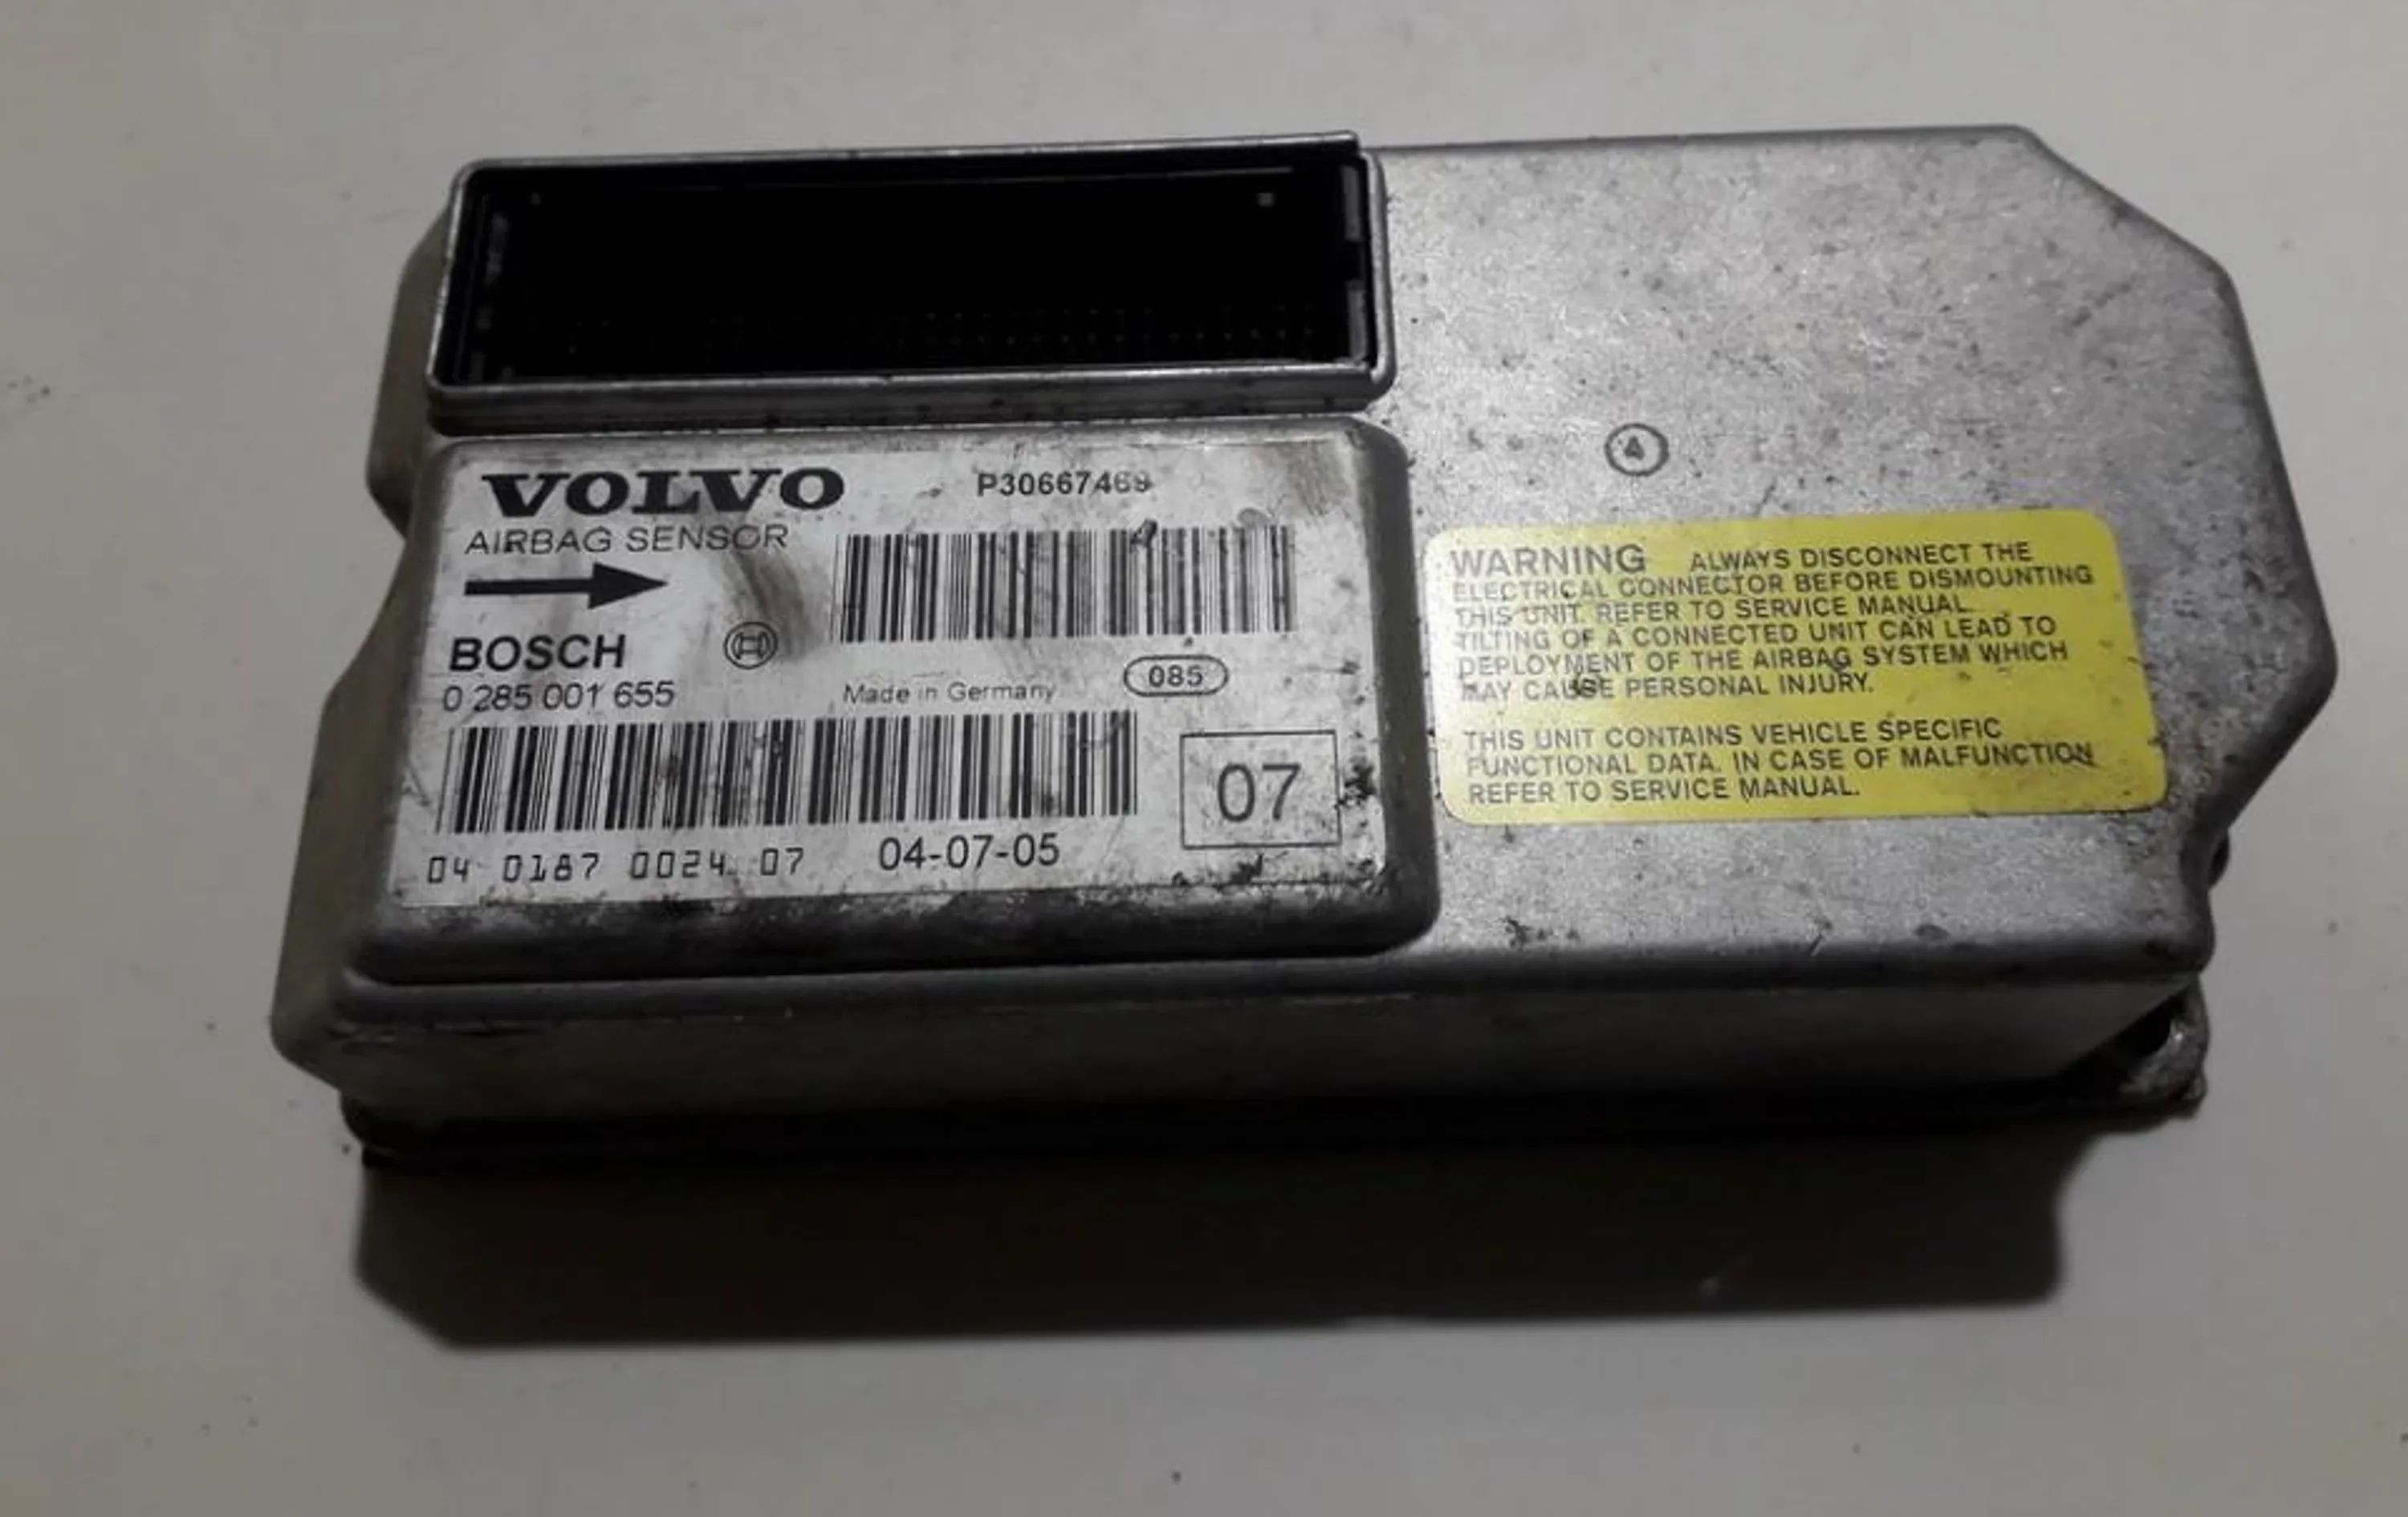 VOLVO
P30667469
AIRBAG SENSOR
BOSCH
0 285 001 655
Made in Germany
085
07
04 0187 0024 07
04-07-05
A
WARNING ALWAYS DISCONNECT THE
ELECTRICAL CONNECTOR BEFORE DISMOUNTING
THIS UNIT. REFER TO SERVICE MANUAL.
TILTING OF A CONNECTED UNIT CAN LEAD TO
DEPLOYMENT OF THE AIRBAG SYSTEM WHICH
MAY CAUSE PERSONAL INJURY.
THIS UNIT CONTAINS VEHICLE SPECIFIC
FUNCTIONAL DATA. IN CASE OF MALFUNCTION
REFER TO SERVICE MANUAL.